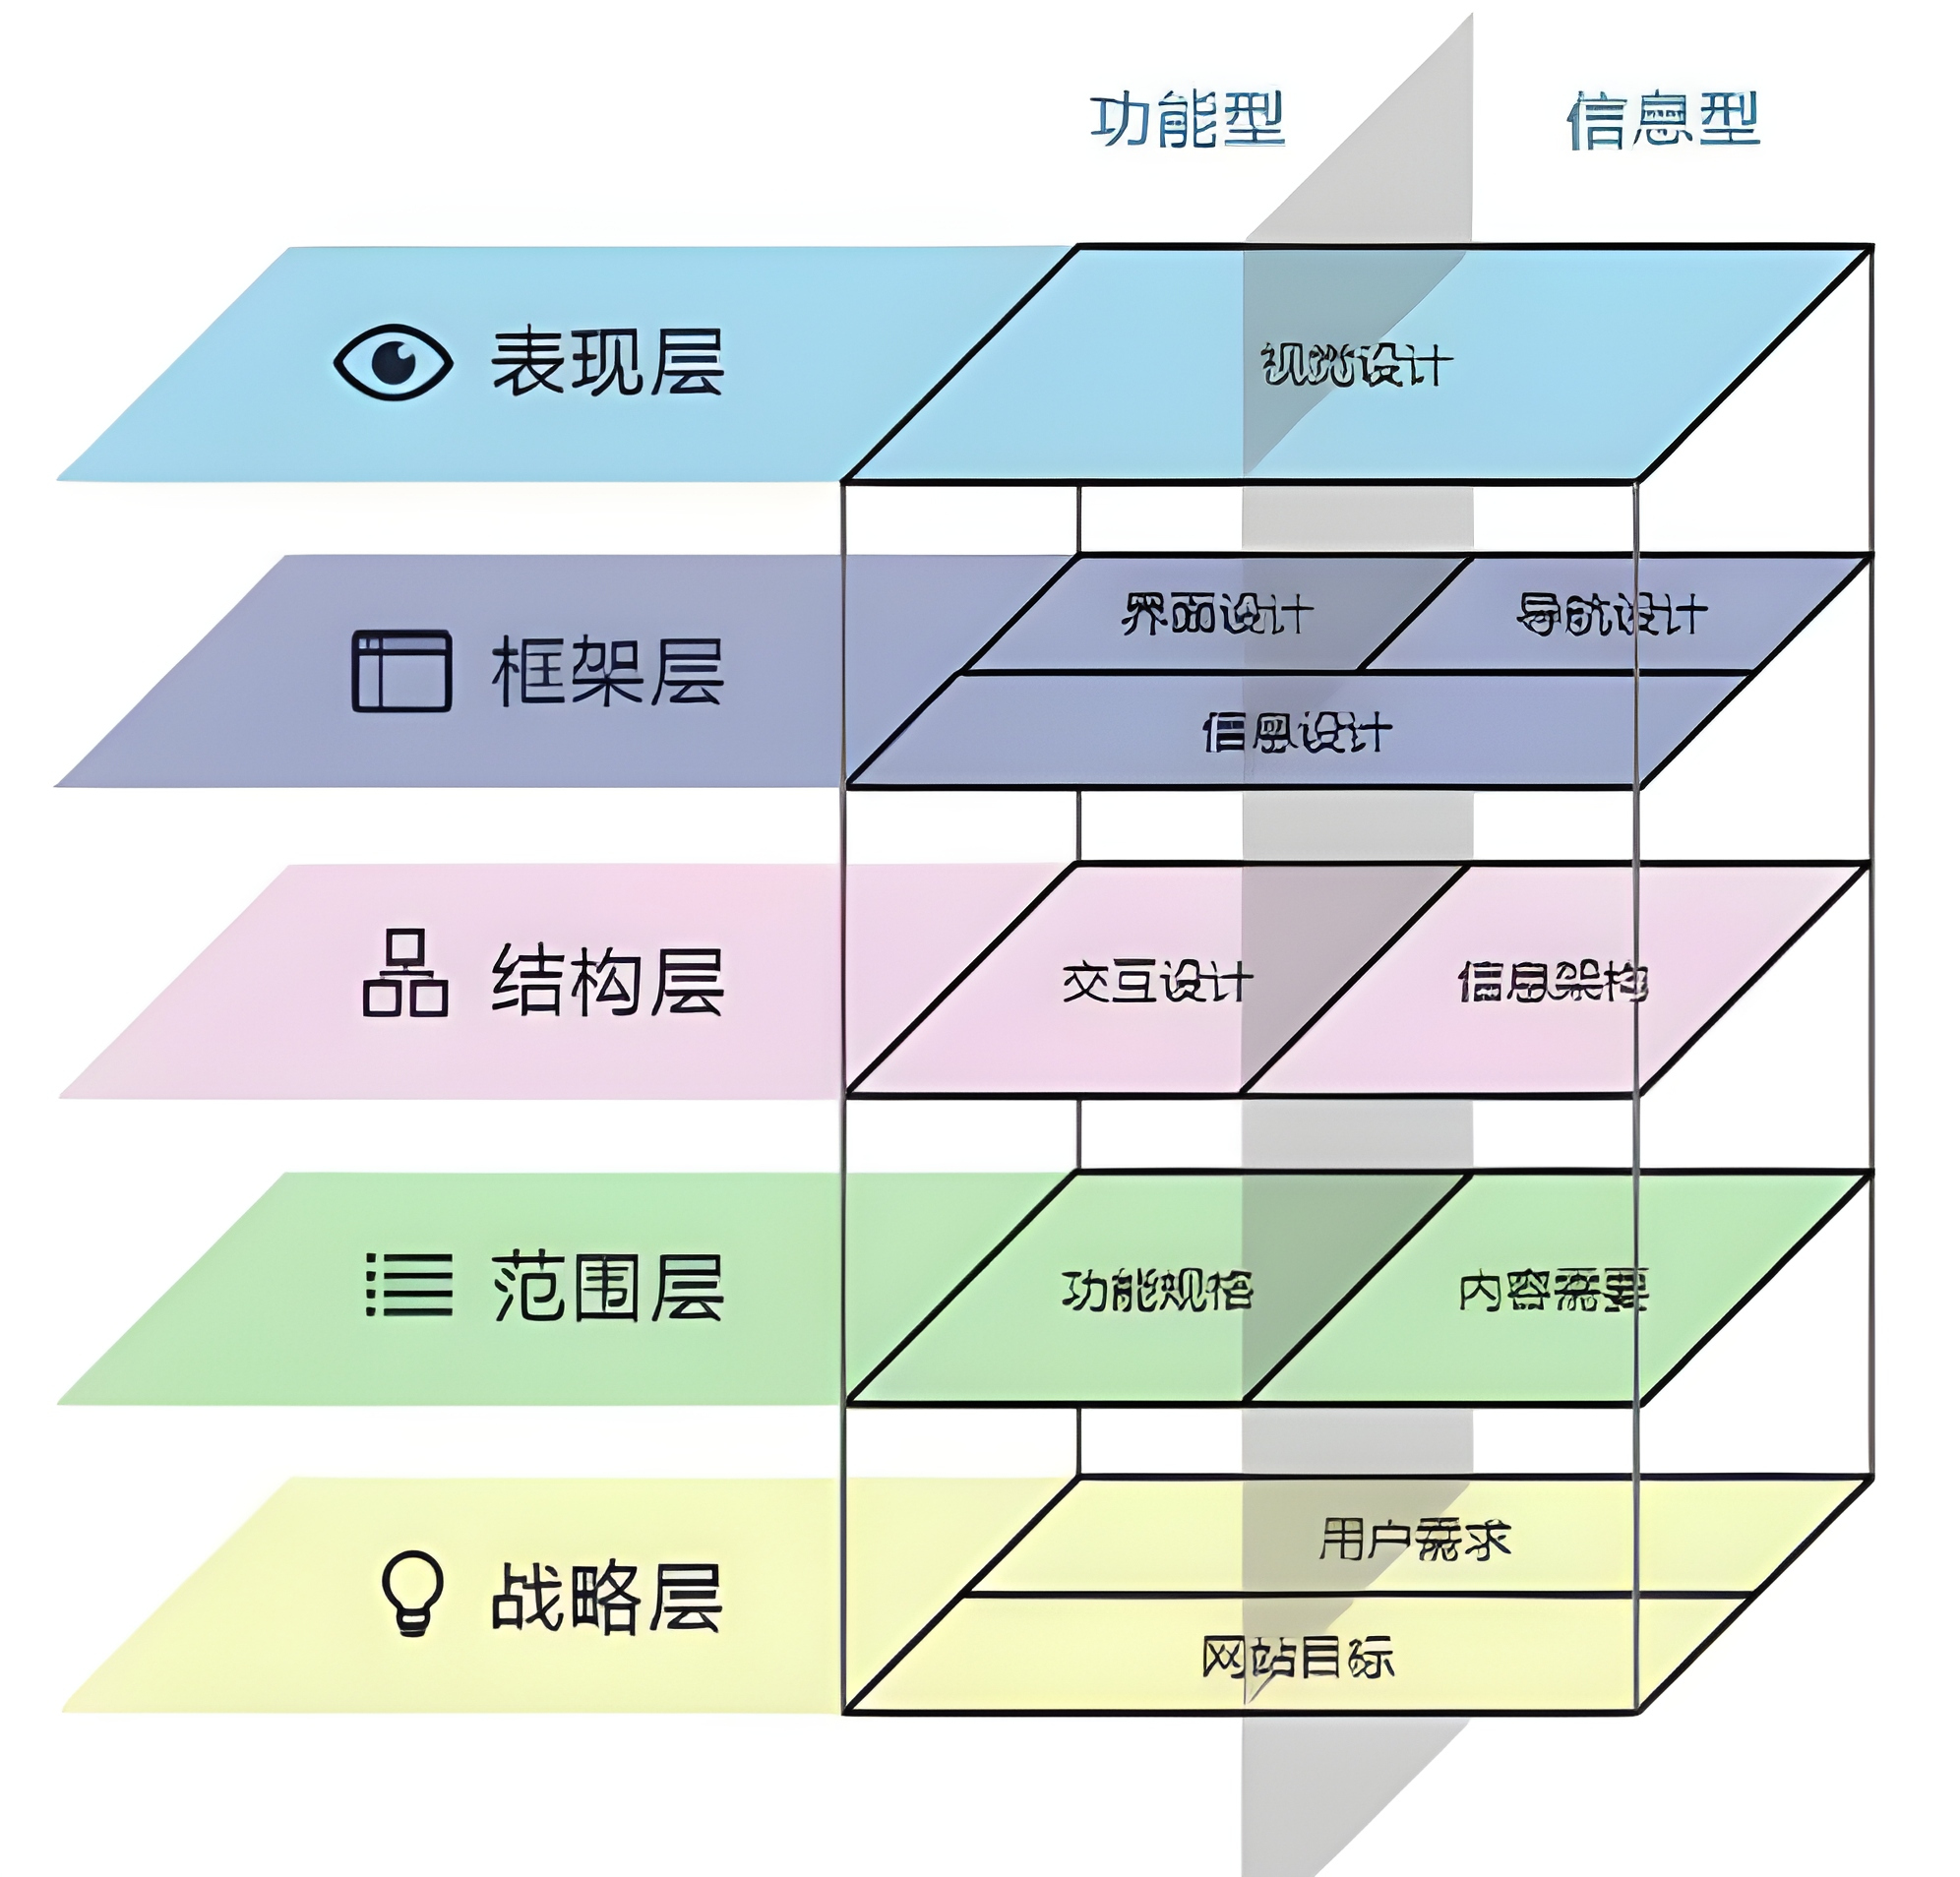 功能型 信息型
表现层 视觉设计
界面设计 导航设计
框架层
信息设计
结构层 交互设计 信息架构
范围层 功能规格 内容需要
用户需求
战略层
网站目标